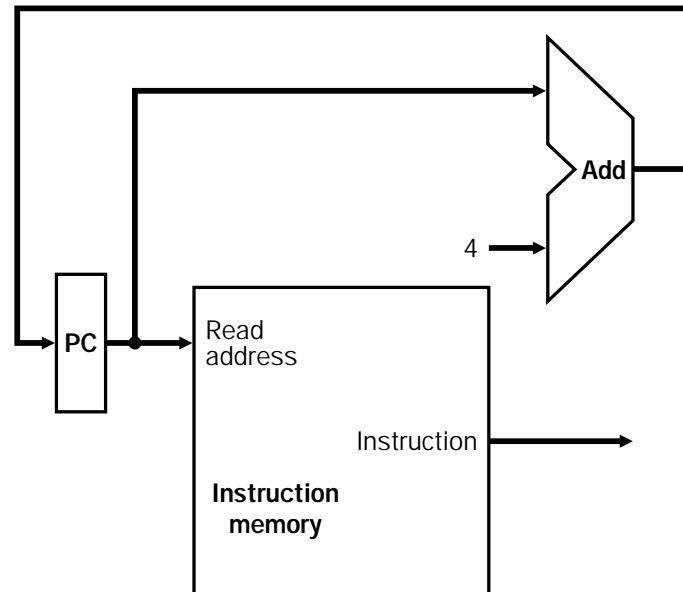 Add
4
PC
Read
address
Instruction
Instruction
memory